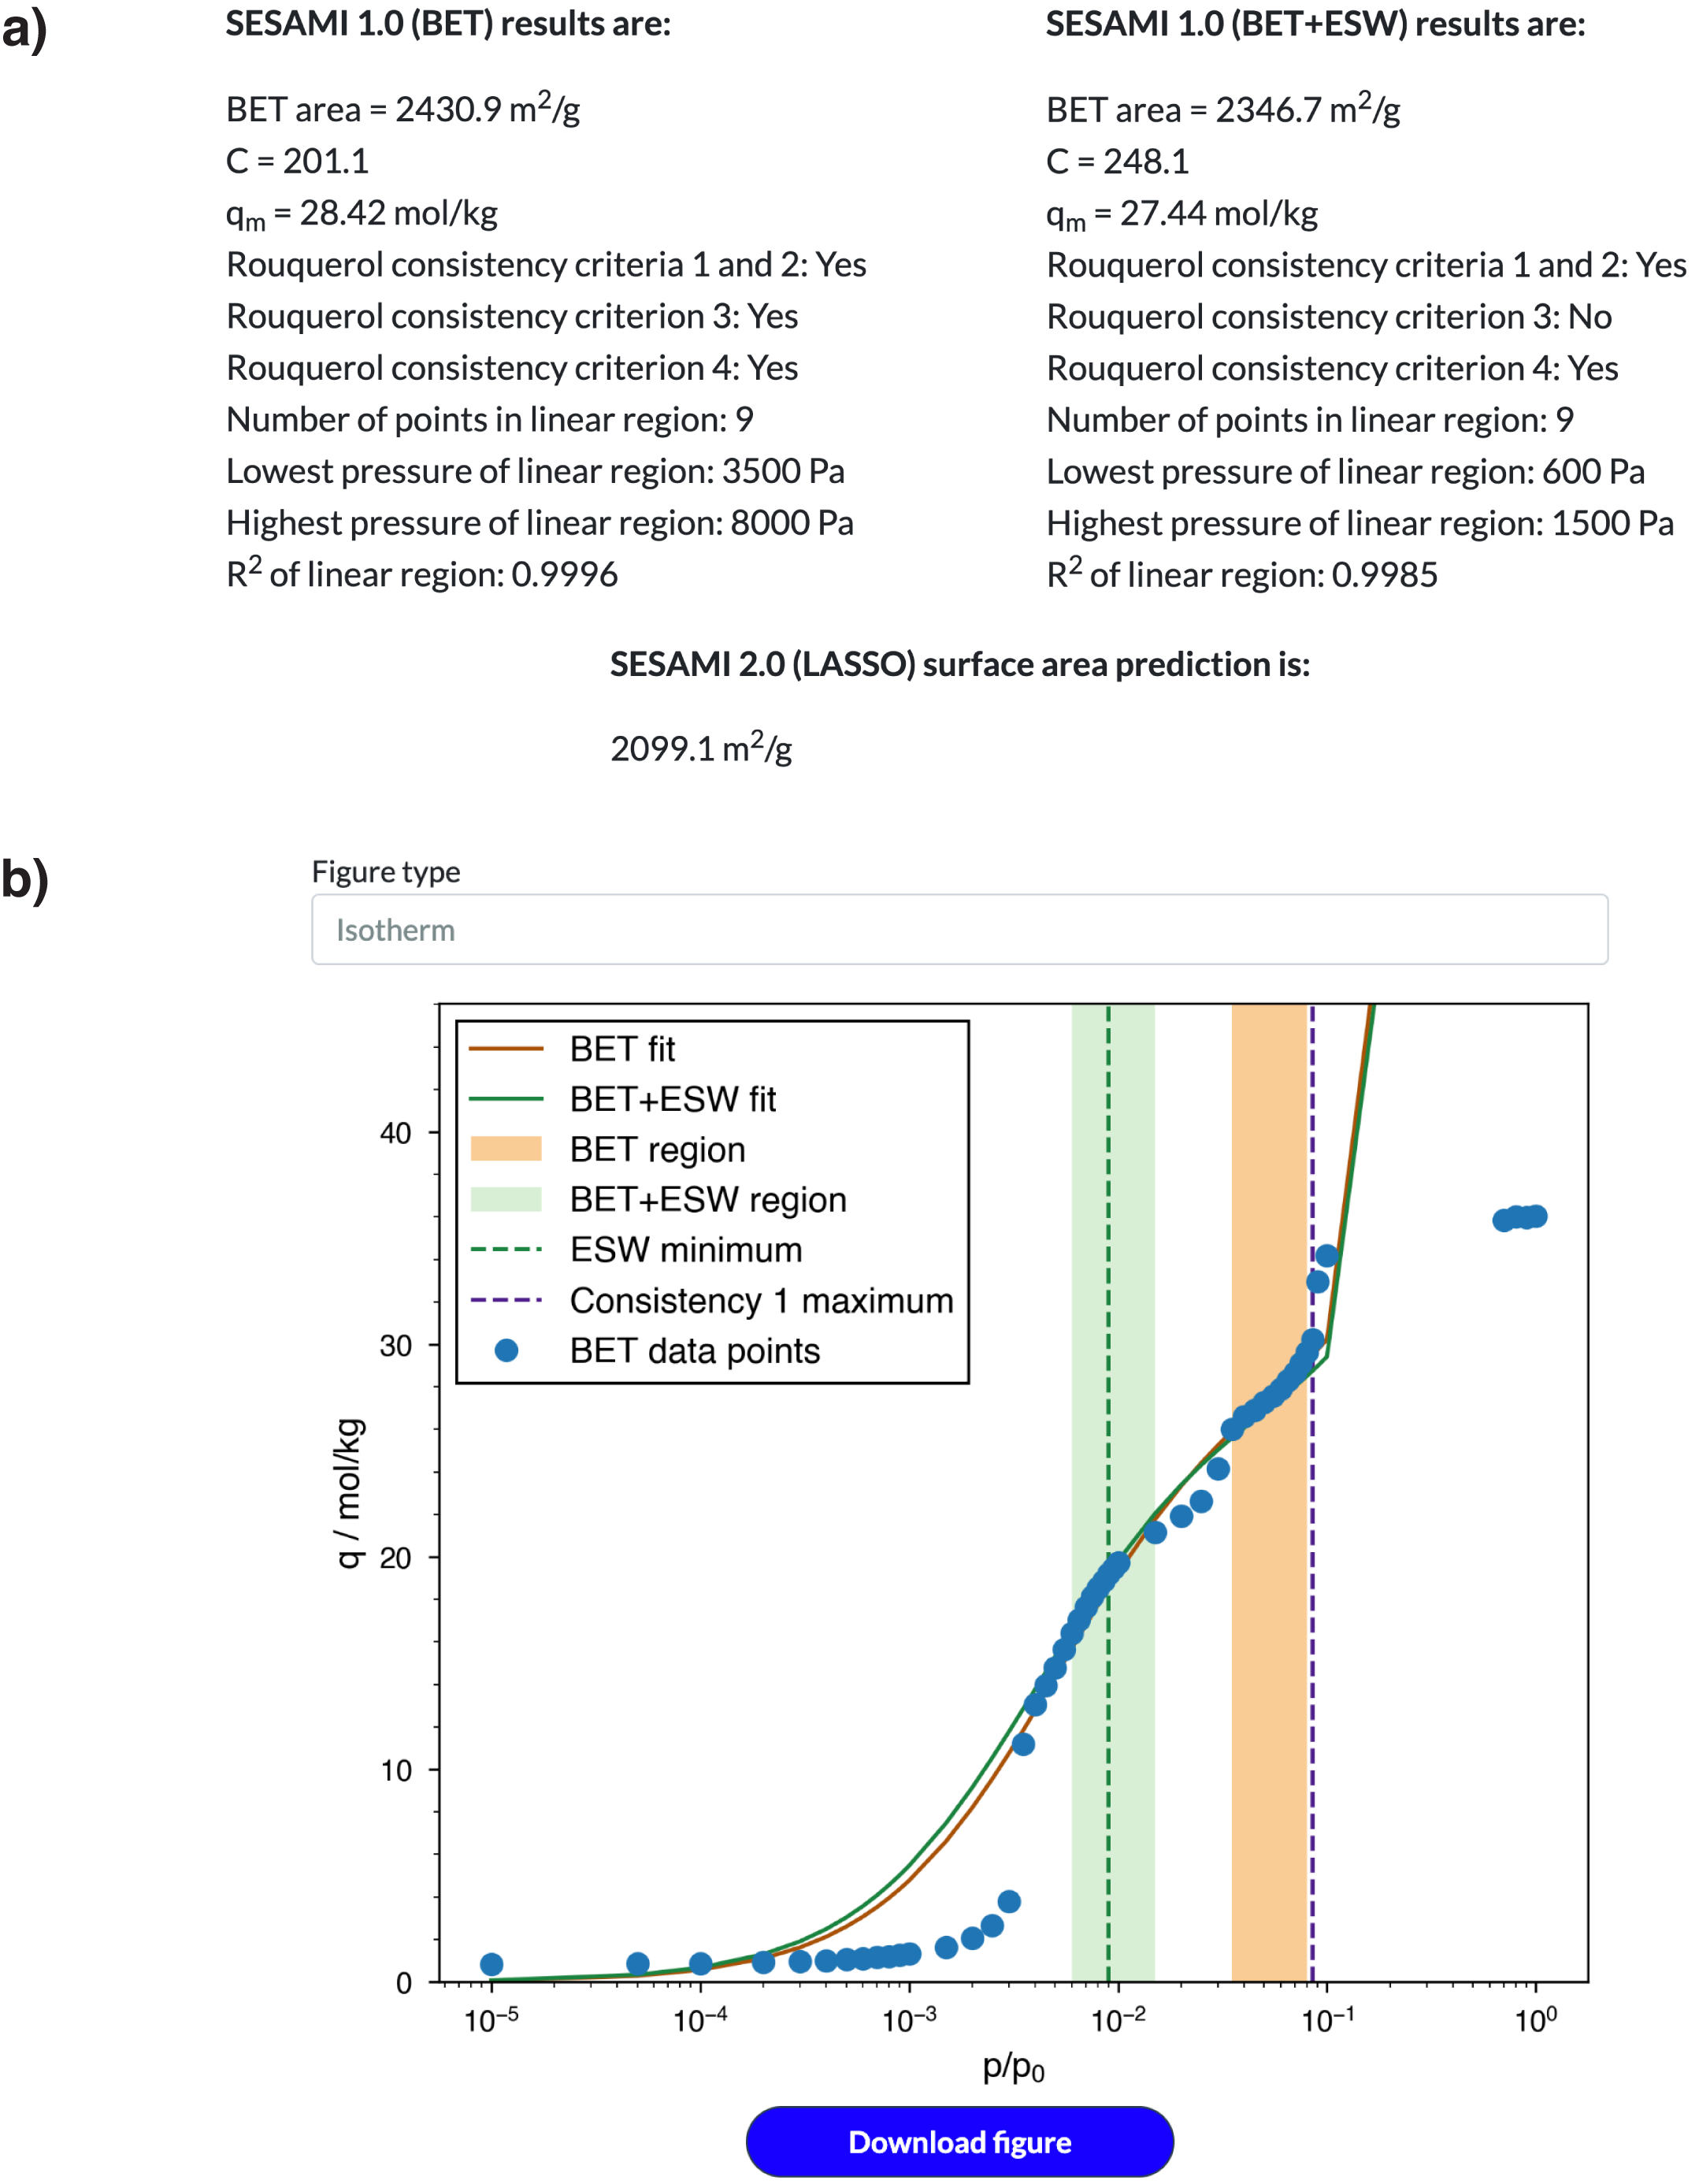 a)
SESAMI 1.0 (BET) results are:
BET area = 2430.9 m²/g
C = 201.1
qₘ = 28.42 mol/kg
Rouquerol consistency criteria 1 and 2: Yes
Rouquerol consistency criterion 3: Yes
Rouquerol consistency criterion 4: Yes
Number of points in linear region: 9
Lowest pressure of linear region: 3500 Pa
Highest pressure of linear region: 8000 Pa
R² of linear region: 0.9996
SESAMI 1.0 (BET+ESW) results are:
BET area = 2346.7 m²/g
C = 248.1
qₘ = 27.44 mol/kg
Rouquerol consistency criteria 1 and 2: Yes
Rouquerol consistency criterion 3: No
Rouquerol consistency criterion 4: Yes
Number of points in linear region: 9
Lowest pressure of linear region: 600 Pa
Highest pressure of linear region: 1500 Pa
R² of linear region: 0.9985
SESAMI 2.0 (LASSO) surface area prediction is:
2099.1 m²/g
b)
Figure type
Isotherm
BET fit
BET+ESW fit
BET region
BET+ESW region
ESW minimum
Consistency 1 maximum
BET data points
q / mol/kg
40
30
20
10
0
10⁻⁵ 10⁻⁴ 10⁻³ 10⁻² 10⁻¹ 10⁰
p/p₀
Download figure